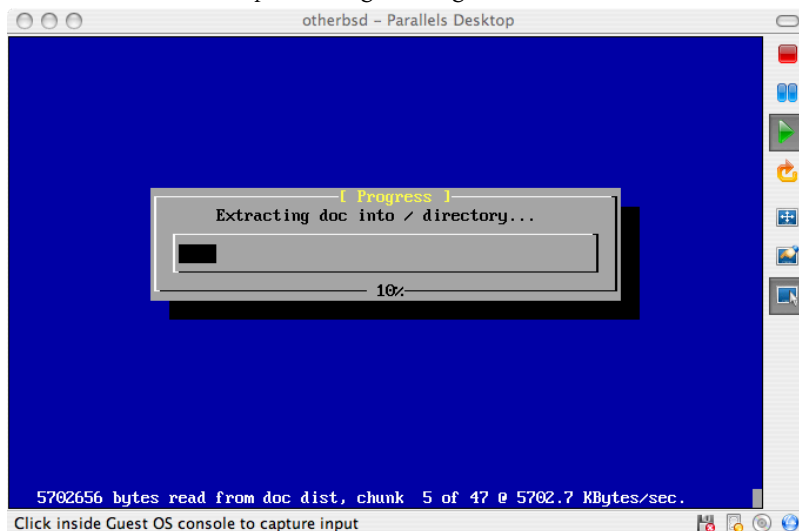 otherbsd – Parallels Desktop
[ Progress ]
Extracting doc into / directory...
10%
5702656 bytes read from doc dist, chunk  5 of 47 @ 5702.7 KBytes/sec.
Click inside Guest OS console to capture input